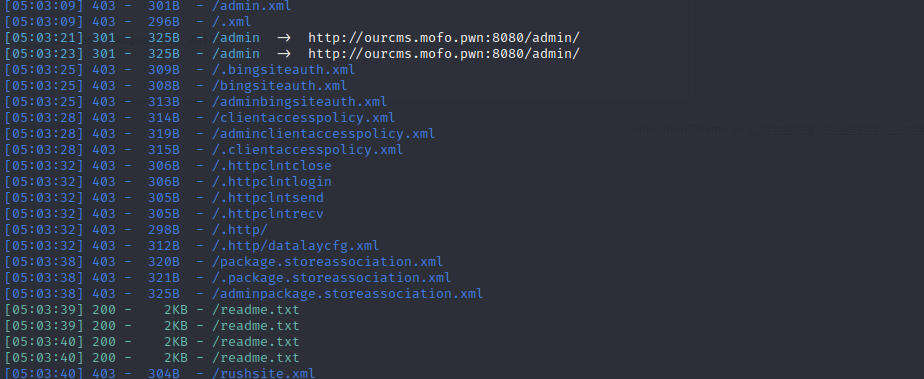 [05:03:09] 403 -  301B  - /admin.xml
[05:03:09] 403 -  296B  - /.xml
[05:03:21] 301 -  325B  - /admin  ->  http://ourcms.mofo.pwn:8080/admin/
[05:03:23] 301 -  325B  - /admin  ->  http://ourcms.mofo.pwn:8080/admin/
[05:03:25] 403 -  309B  - /.bingsiteauth.xml
[05:03:25] 403 -  308B  - /bingsiteauth.xml
[05:03:25] 403 -  313B  - /adminbingsiteauth.xml
[05:03:28] 403 -  314B  - /clientaccesspolicy.xml
[05:03:28] 403 -  319B  - /adminclientaccesspolicy.xml
[05:03:28] 403 -  315B  - /.clientaccesspolicy.xml
[05:03:32] 403 -  306B  - /.httpclntclose
[05:03:32] 403 -  306B  - /.httpclntlogin
[05:03:32] 403 -  305B  - /.httpclntsend
[05:03:32] 403 -  305B  - /.httpclntrecv
[05:03:32] 403 -  298B  - /.http/
[05:03:32] 403 -  312B  - /.http/datalaycfg.xml
[05:03:38] 403 -  320B  - /package.storeassociation.xml
[05:03:38] 403 -  321B  - /.package.storeassociation.xml
[05:03:38] 403 -  325B  - /adminpackage.storeassociation.xml
[05:03:39] 200 -    2KB - /readme.txt
[05:03:39] 200 -    2KB - /readme.txt
[05:03:40] 200 -    2KB - /readme.txt
[05:03:40] 200 -    2KB - /readme.txt
[05:03:40] 403 -  304B  - /rushsite.xml